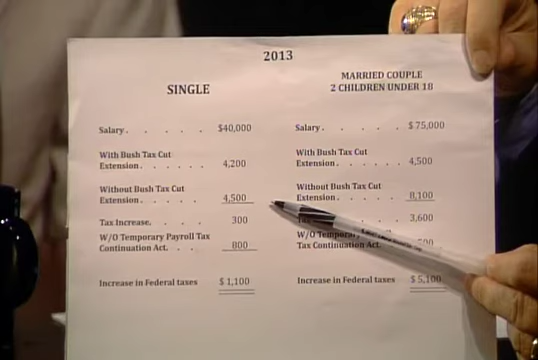 2013
SINGLE
Salary. . . . . $40,000
With Bush Tax Cut
Extension. . . . . . 4,200
Without Bush Tax Cut
Extension. . . . . . 4,500
Tax Increase. . . . 300
W/O Temporary Payroll Tax
Continuation Act. . . 800
Increase in Federal taxes $ 1,100
MARRIED COUPLE
2 CHILDREN UNDER 18
Salary. . . . . $ 75,000
With Bush Tax Cut
Extension. . . . . . 4,500
Without Bush Tax Cut
Extension. . . . . . 8,100
Tax 3,600
W/O Temporary
Tax Continuation Act.
Increase in Federal taxes $ 5,100